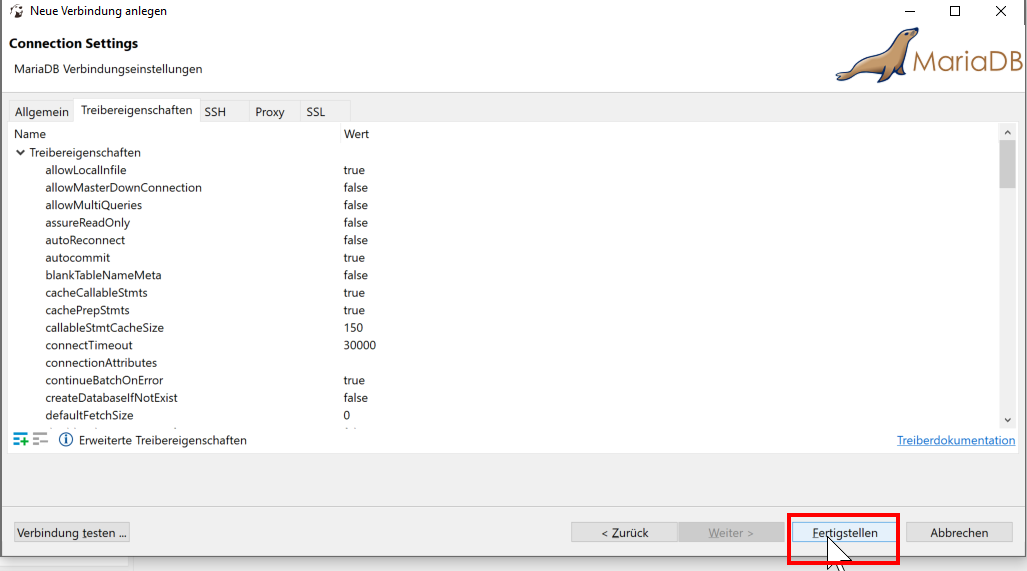 Neue Verbindung anlegen
Connection Settings
MariaDB Verbindungseinstellungen
MariaDB
Allgemein Treibereigenschaften SSH Proxy SSL
Name Wert
Treibereigenschaften
allowLocalInfile true
allowMasterDownConnection false
allowMultiQueries false
assureReadOnly false
autoReconnect false
autocommit true
blankTableNameMeta false
cacheCallableStmts true
cachePrepStmts true
callableStmtCacheSize 150
connectTimeout 30000
connectionAttributes
continueBatchOnError true
createDatabaseIfNotExist false
defaultFetchSize 0
Erweiterte Treibereigenschaften Treiberdokumentation
Verbindung testen ... < Zurück Weiter > Fertigstellen Abbrechen